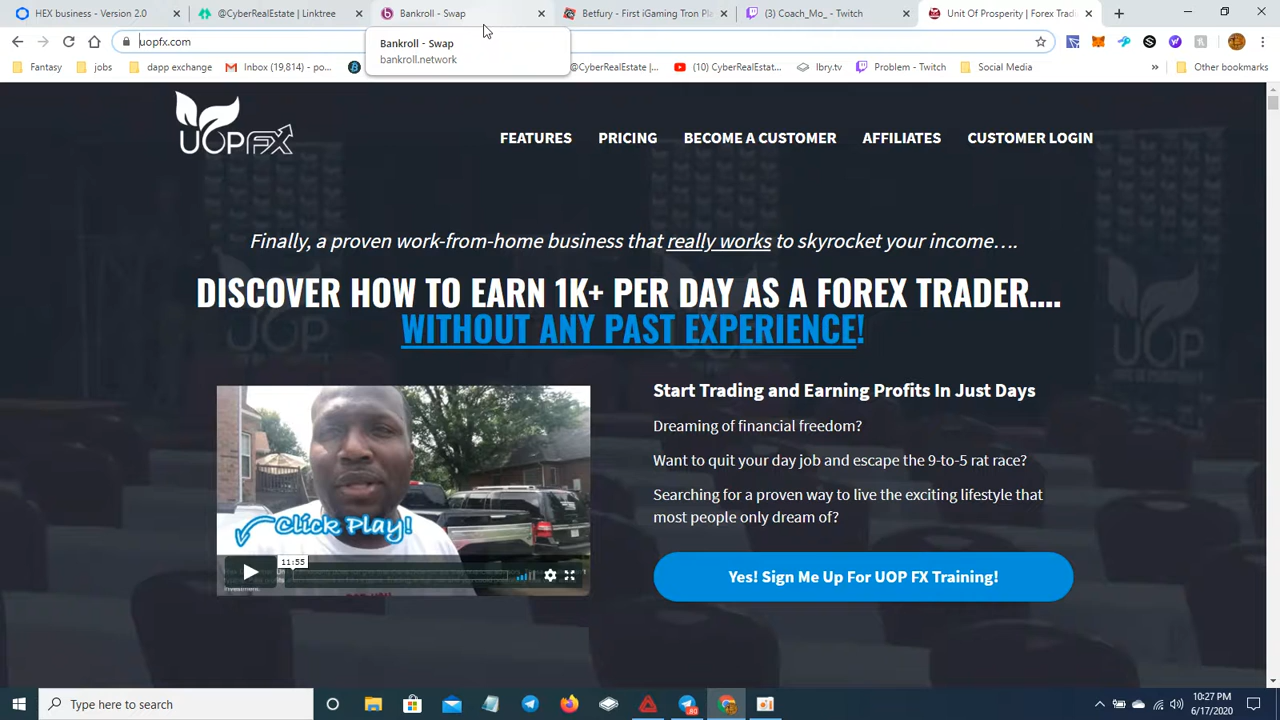 HEX business - Version 2.0
@CyberRealEstate | Linktree
Bankroll - Swap
Betfury - First iGaming Tron Pla
(3) Coach_Mo_ - Twitch
Unit Of Prosperity | Forex Tradi
uopfx.com
Bankroll - Swap
bankroll.network
Fantasy
jobs
dapp exchange
Inbox (19,814) - po...
@CyberRealEstate|...
(10) CyberRealEstat...
lbry.tv
Problem - Twitch
Social Media
»
Other bookmarks
UOP FX
FEATURES
PRICING
BECOME A CUSTOMER
AFFILIATES
CUSTOMER LOGIN
Finally, a proven work-from-home business that really works to skyrocket your income….
DISCOVER HOW TO EARN 1K+ PER DAY AS A FOREX TRADER....
WITHOUT ANY PAST EXPERIENCE!
Click Play!
11:55
Investment.
Start Trading and Earning Profits In Just Days
Dreaming of financial freedom?
Want to quit your day job and escape the 9-to-5 rat race?
Searching for a proven way to live the exciting lifestyle that
most people only dream of?
Yes! Sign Me Up For UOP FX Training!
Type here to search
80
10:27 PM
6/17/2020